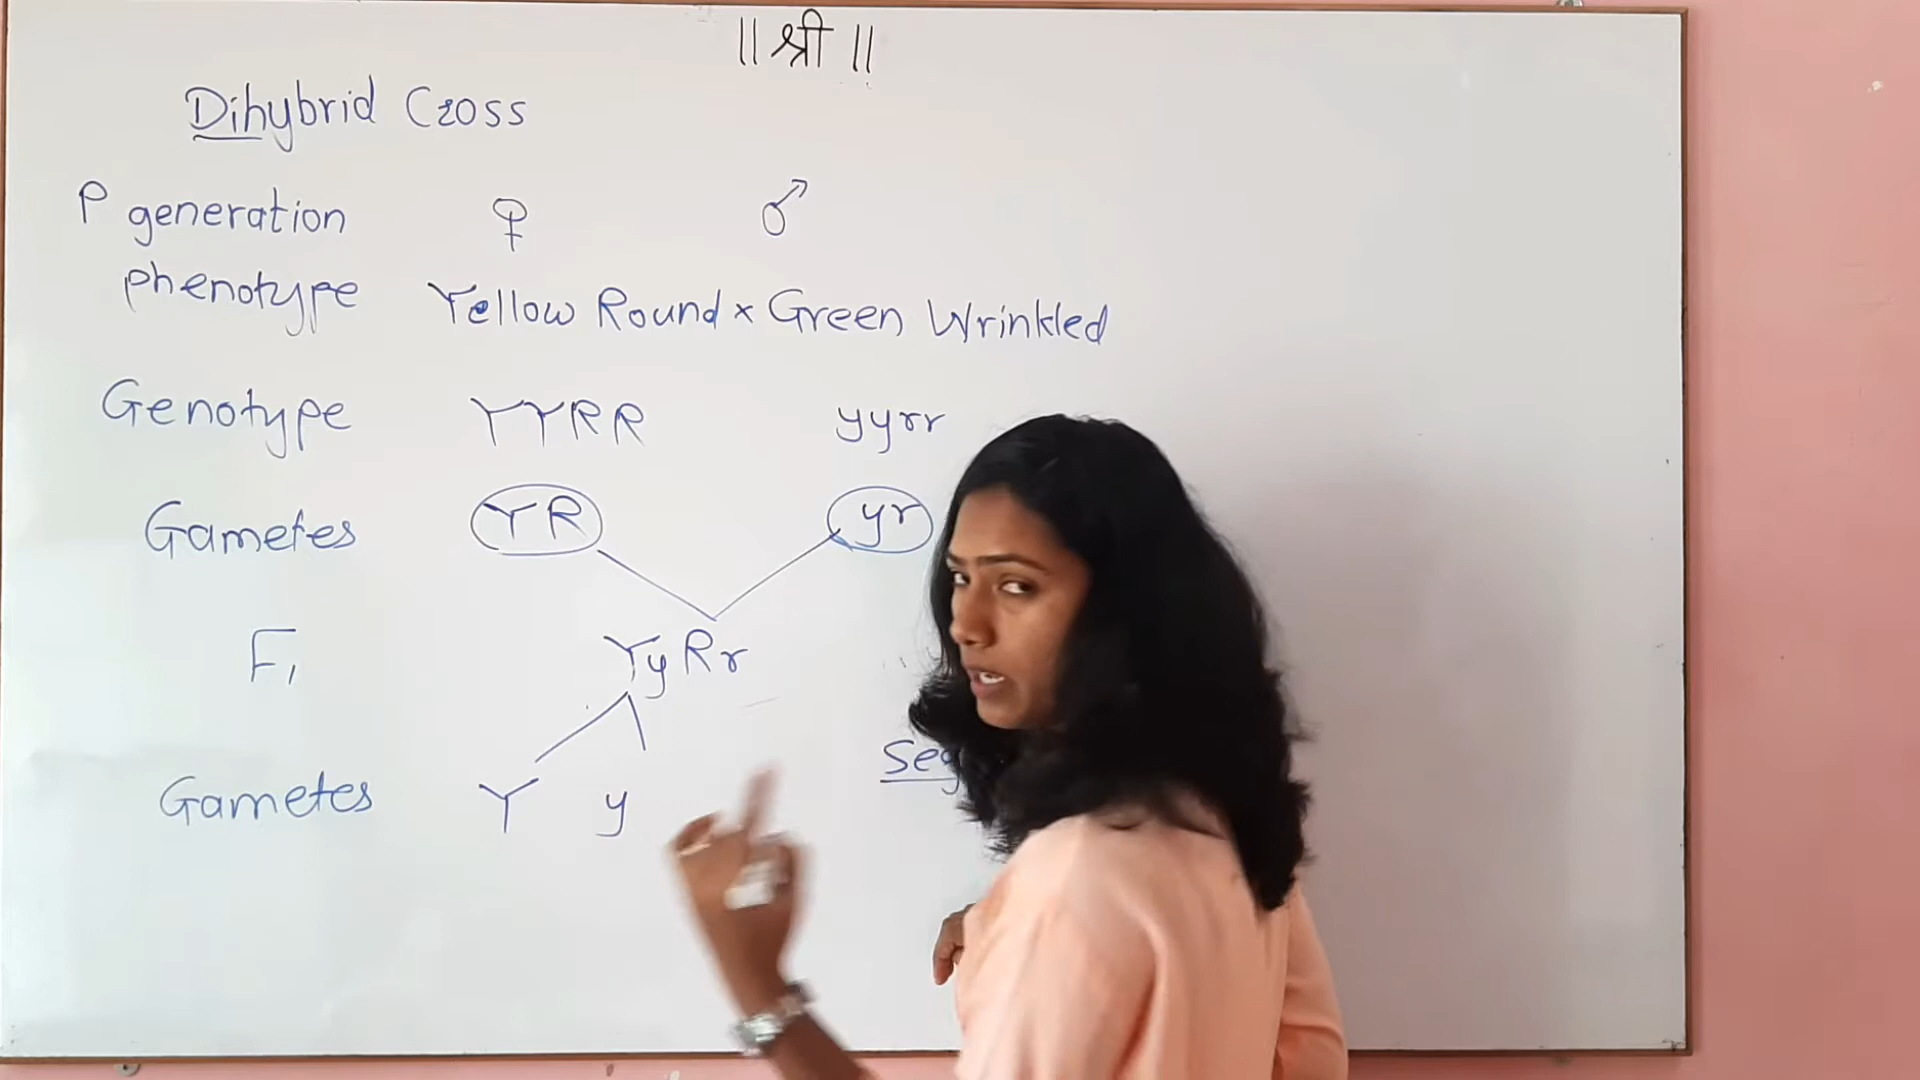 || श्री ||
Dihybrid Cross
P generation ♀ ♂
phenotype Yellow Round × Green Wrinkled
Genotype YYRR yyrr
Gametes YR yr
F1 YyRr
Gametes Y y